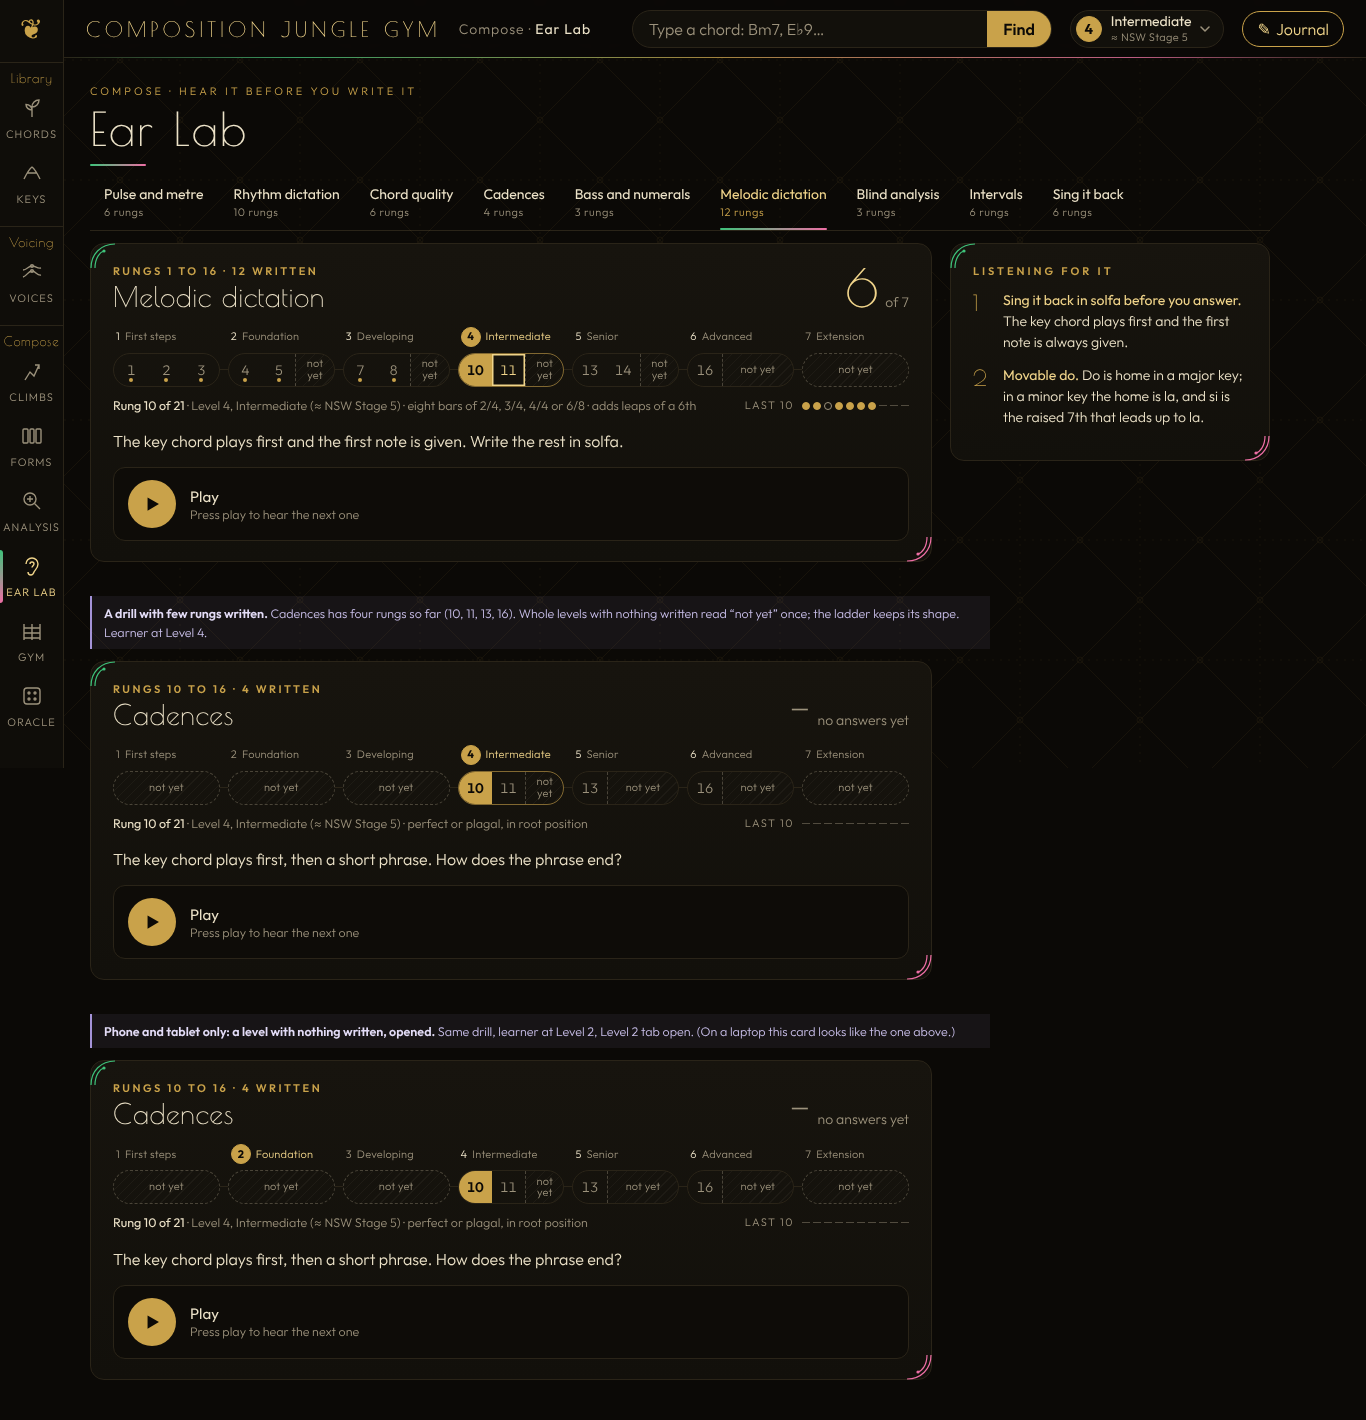 COMPOSITION JUNGLE GYM
Compose · Ear Lab
Type a chord: Bm7, E♭9…
Find
4
Intermediate
≈ NSW Stage 5
✎ Journal
Library
CHORDS
KEYS
Voicing
VOICES
Compose
CLIMBS
FORMS
ANALYSIS
EAR LAB
GYM
ORACLE
COMPOSE · HEAR IT BEFORE YOU WRITE IT
Ear Lab
Pulse and metre
6 rungs
Rhythm dictation
10 rungs
Chord quality
6 rungs
Cadences
4 rungs
Bass and numerals
3 rungs
Melodic dictation
12 rungs
Blind analysis
3 rungs
Intervals
6 rungs
Sing it back
6 rungs
RUNGS 1 TO 16 · 12 WRITTEN
Melodic dictation
6 of 7
1 First steps
2 Foundation
3 Developing
4 Intermediate
5 Senior
6 Advanced
7 Extension
1 2 3
4 5 not yet
7 8 not yet
10 11 not yet
13 14 not yet
16 not yet
not yet
Rung 10 of 21 · Level 4, Intermediate (≈ NSW Stage 5) · eight bars of 2/4, 3/4, 4/4 or 6/8 · adds leaps of a 6th
LAST 10
The key chord plays first and the first note is given. Write the rest in solfa.
Play
Press play to hear the next one
LISTENING FOR IT
1
Sing it back in solfa before you answer.
The key chord plays first and the first
note is always given.
2
Movable do. Do is home in a major key;
in a minor key the home is la, and si is
the raised 7th that leads up to la.
A drill with few rungs written. Cadences has four rungs so far (10, 11, 13, 16). Whole levels with nothing written read “not yet” once; the ladder keeps its shape.
Learner at Level 4.
RUNGS 10 TO 16 · 4 WRITTEN
Cadences
— no answers yet
1 First steps
2 Foundation
3 Developing
4 Intermediate
5 Senior
6 Advanced
7 Extension
not yet
not yet
not yet
10 11 not yet
13 not yet
16 not yet
not yet
Rung 10 of 21 · Level 4, Intermediate (≈ NSW Stage 5) · perfect or plagal, in root position
LAST 10
The key chord plays first, then a short phrase. How does the phrase end?
Play
Press play to hear the next one
Phone and tablet only: a level with nothing written, opened. Same drill, learner at Level 2, Level 2 tab open. (On a laptop this card looks like the one above.)
RUNGS 10 TO 16 · 4 WRITTEN
Cadences
— no answers yet
1 First steps
2 Foundation
3 Developing
4 Intermediate
5 Senior
6 Advanced
7 Extension
not yet
not yet
not yet
10 11 not yet
13 not yet
16 not yet
not yet
Rung 10 of 21 · Level 4, Intermediate (≈ NSW Stage 5) · perfect or plagal, in root position
LAST 10
The key chord plays first, then a short phrase. How does the phrase end?
Play
Press play to hear the next one